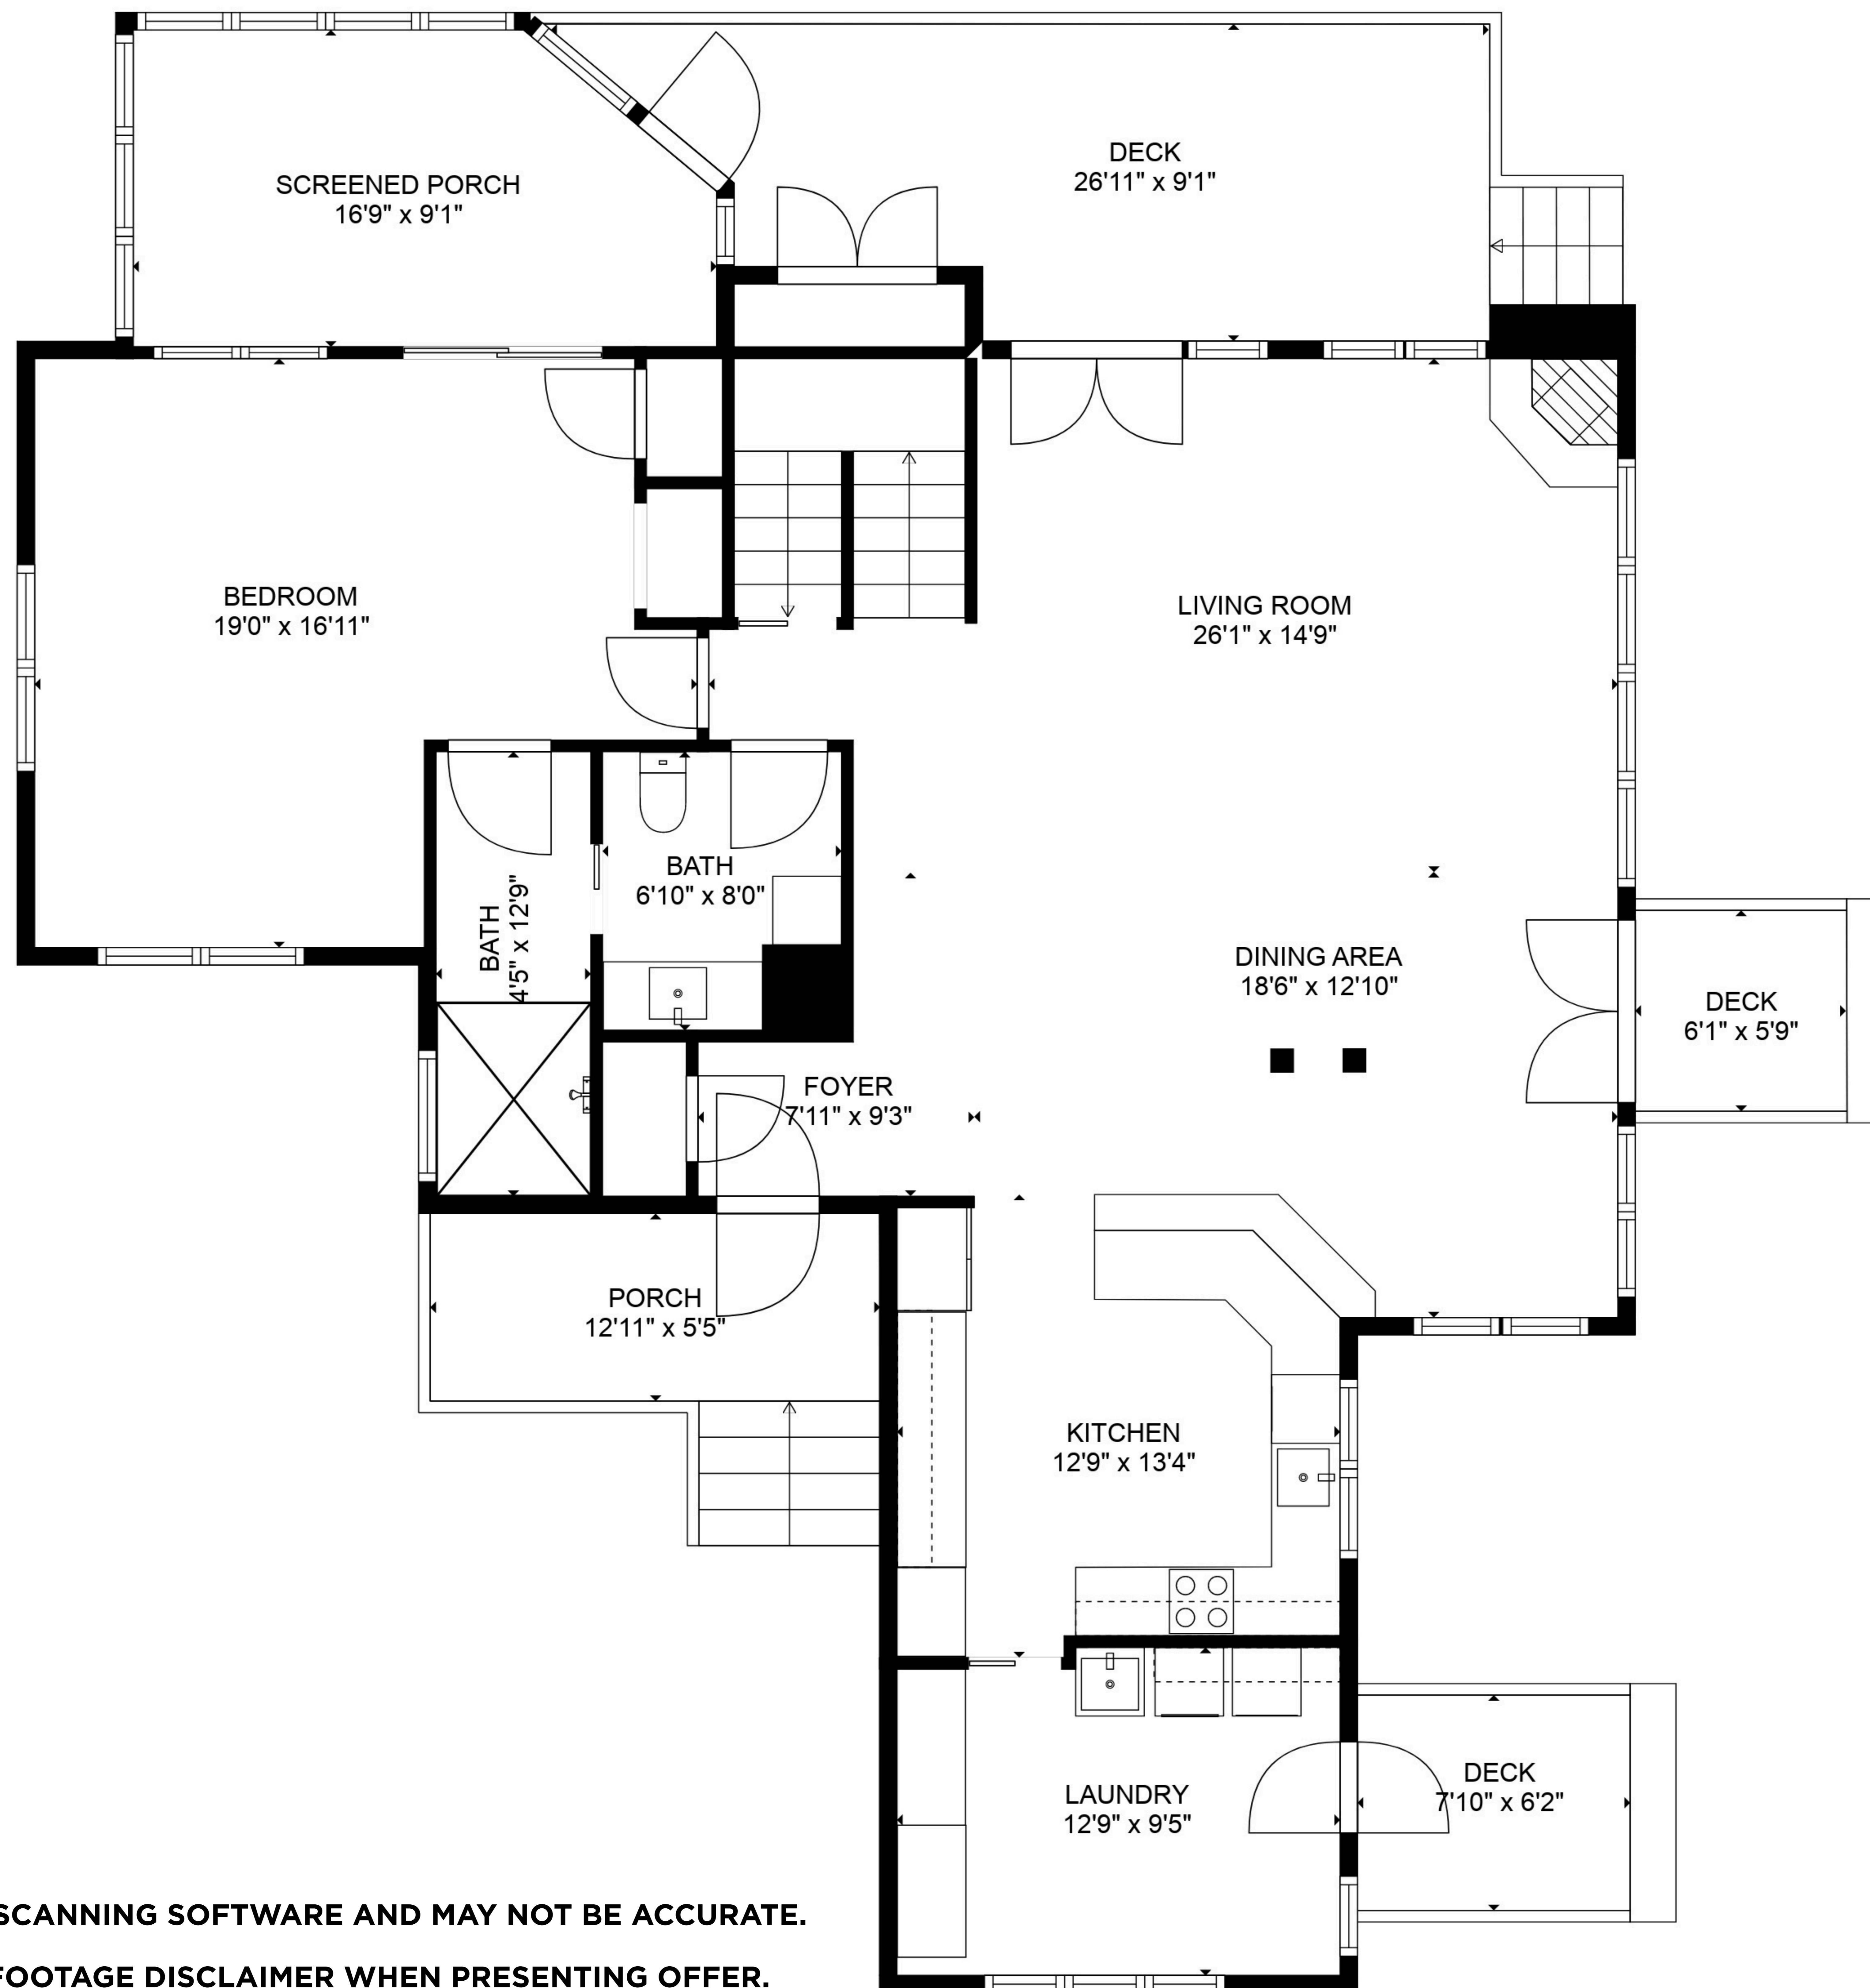 DECK
26'11" x 9'1"
SCREENED PORCH
16'9" x 9'1"
BEDROOM
19'0" x 16'11"
LIVING ROOM
26'1" x 14'9"
BATH
6'10" x 8'0"
BATH
4'5" x 12'9"
DINING AREA
18'6" x 12'10"
DECK
6'1" x 5'9"
FOYER
7'11" x 9'3"
PORCH
12'11" x 5'5"
KITCHEN
12'9" x 13'4"
DECK
7'10" x 6'2"
LAUNDRY
12'9" x 9'5"
SCANNING SOFTWARE AND MAY NOT BE ACCURATE.
FOOTAGE DISCLAIMER WHEN PRESENTING OFFER.